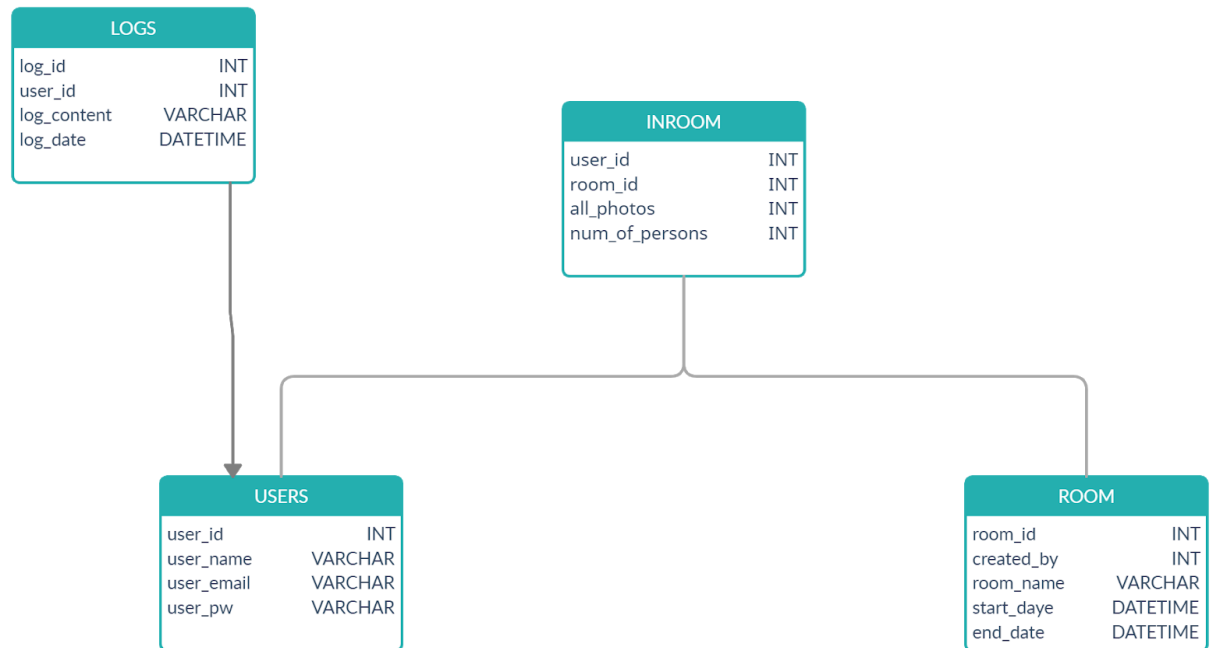 LOGS
log_id INT
user_id INT
log_content VARCHAR
log_date DATETIME
INROOM
user_id INT
room_id INT
all_photos INT
num_of_persons INT
USERS
user_id INT
user_name VARCHAR
user_email VARCHAR
user_pw VARCHAR
ROOM
room_id INT
created_by INT
room_name VARCHAR
start_daye DATETIME
end_date DATETIME